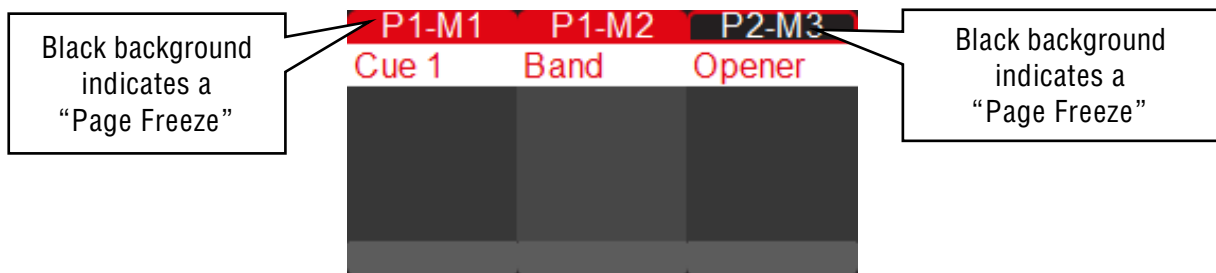 Black background
indicates a
“Page Freeze”
P1-M1 P1-M2 P2-M3
Cue 1 Band Opener
Black background
indicates a
“Page Freeze”